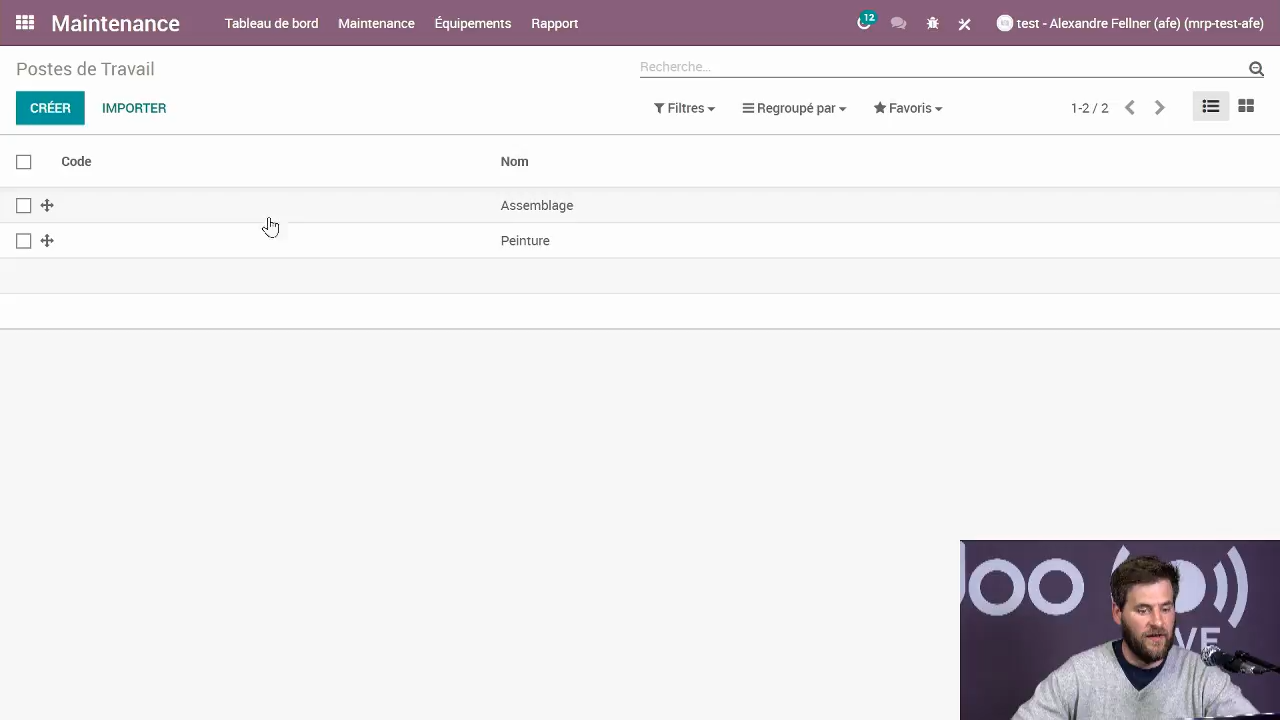 Maintenance Tableau de bord Maintenance Équipements Rapport 12 test - Alexandre Fellner (afe) (mrp-test-afe)
Postes de Travail Recherche...
CRÉER IMPORTER Filtres Regroupé par Favoris 1-2 / 2
Code Nom
Assemblage
Peinture